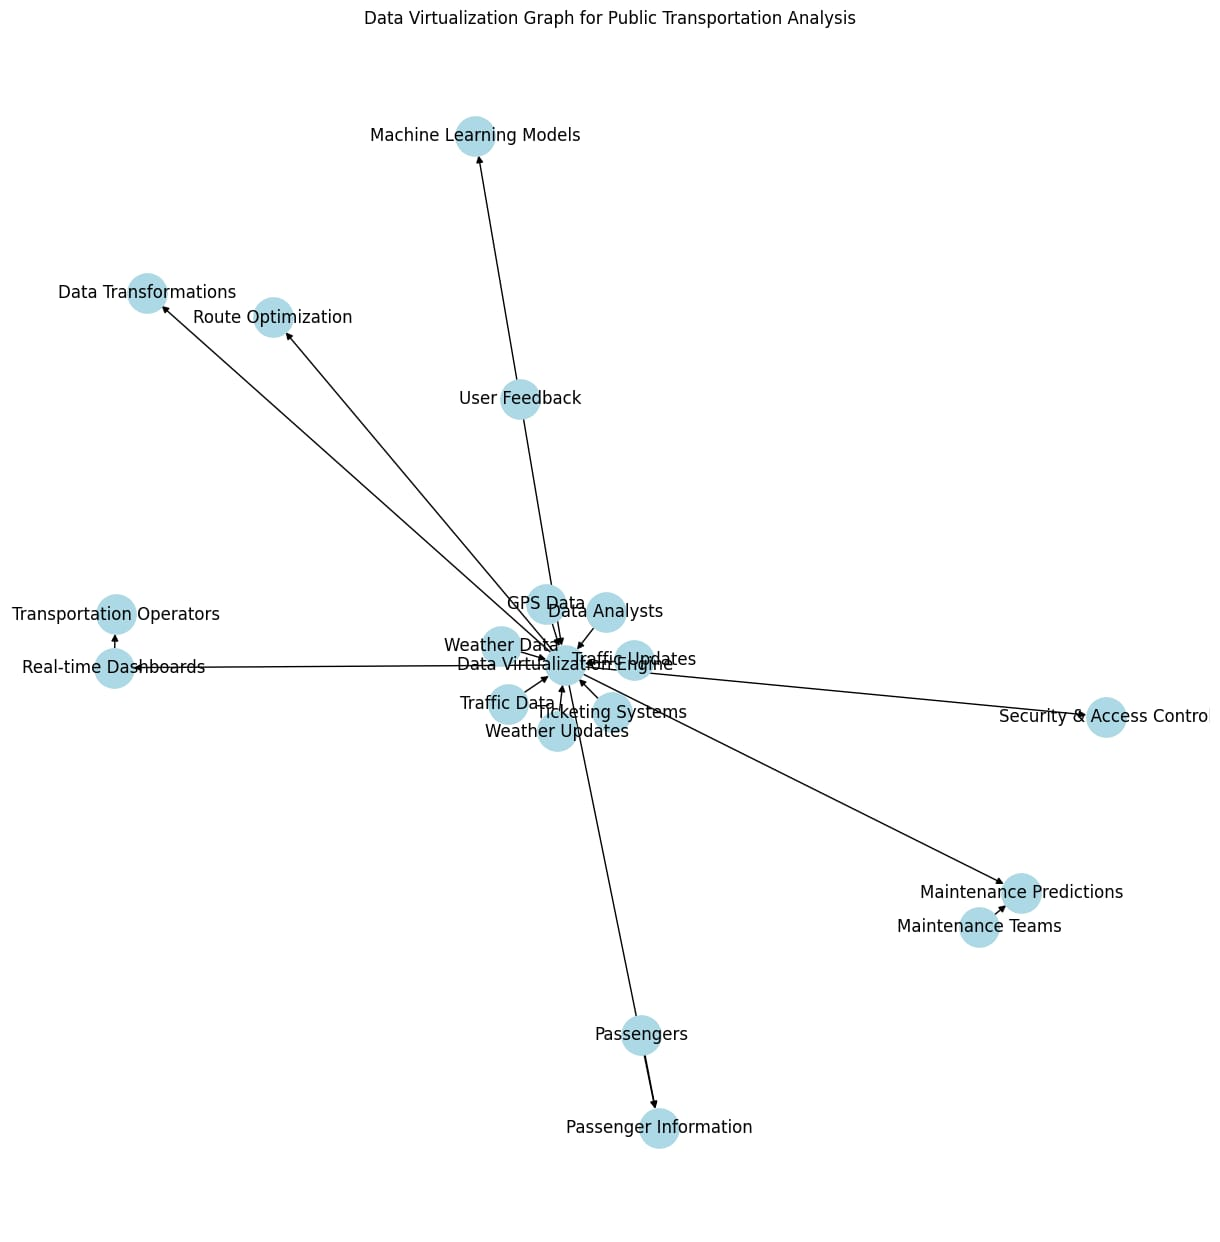 Data Virtualization Graph for Public Transportation Analysis
Machine Learning Models
Data Transformations
Route Optimization
User Feedback
GPS Data
Data Analysts
Transportation Operators
Weather Data
Traffic Updates
Data Virtualization Engine
Real-time Dashboards
Traffic Data
Ticketing Systems
Security & Access Control
Weather Updates
Maintenance Predictions
Maintenance Teams
Passengers
Passenger Information